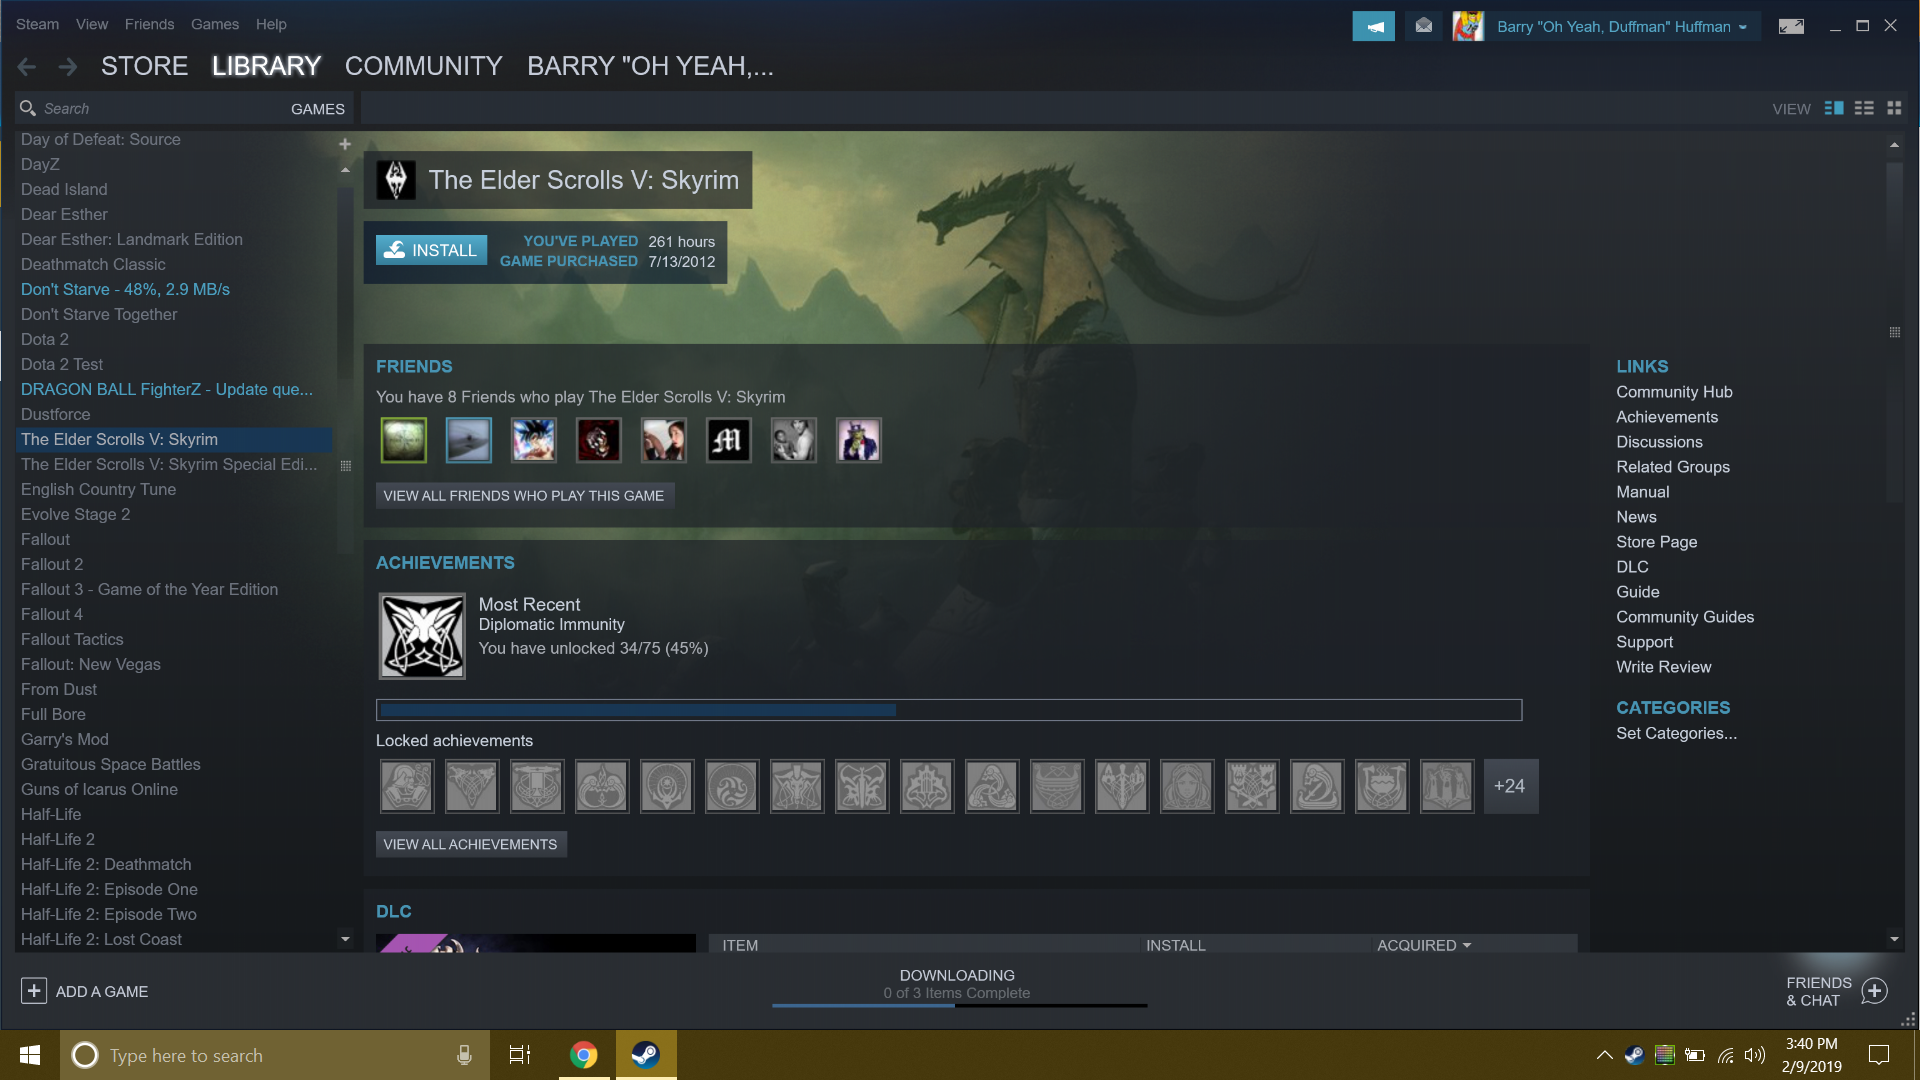 Steam View Friends Games Help
Barry "Oh Yeah, Duffman" Huffman
STORE LIBRARY COMMUNITY BARRY "OH YEAH,...
Search GAMES
VIEW
Day of Defeat: Source
DayZ
Dead Island
Dear Esther
Dear Esther: Landmark Edition
Deathmatch Classic
Don't Starve - 48%, 2.9 MB/s
Don't Starve Together
Dota 2
Dota 2 Test
DRAGON BALL FighterZ - Update que...
Dustforce
The Elder Scrolls V: Skyrim
The Elder Scrolls V: Skyrim Special Edi...
English Country Tune
Evolve Stage 2
Fallout
Fallout 2
Fallout 3 - Game of the Year Edition
Fallout 4
Fallout Tactics
Fallout: New Vegas
From Dust
Full Bore
Garry's Mod
Gratuitous Space Battles
Guns of Icarus Online
Half-Life
Half-Life 2
Half-Life 2: Deathmatch
Half-Life 2: Episode One
Half-Life 2: Episode Two
Half-Life 2: Lost Coast
The Elder Scrolls V: Skyrim
INSTALL
YOU'VE PLAYED 261 hours
GAME PURCHASED 7/13/2012
FRIENDS
You have 8 Friends who play The Elder Scrolls V: Skyrim
M
VIEW ALL FRIENDS WHO PLAY THIS GAME
ACHIEVEMENTS
Most Recent
Diplomatic Immunity
You have unlocked 34/75 (45%)
Locked achievements
+24
VIEW ALL ACHIEVEMENTS
DLC
ITEM INSTALL ACQUIRED
LINKS
Community Hub
Achievements
Discussions
Related Groups
Manual
News
Store Page
DLC
Guide
Community Guides
Support
Write Review
CATEGORIES
Set Categories...
ADD A GAME
DOWNLOADING
0 of 3 Items Complete
FRIENDS
& CHAT
Type here to search
3:40 PM
2/9/2019